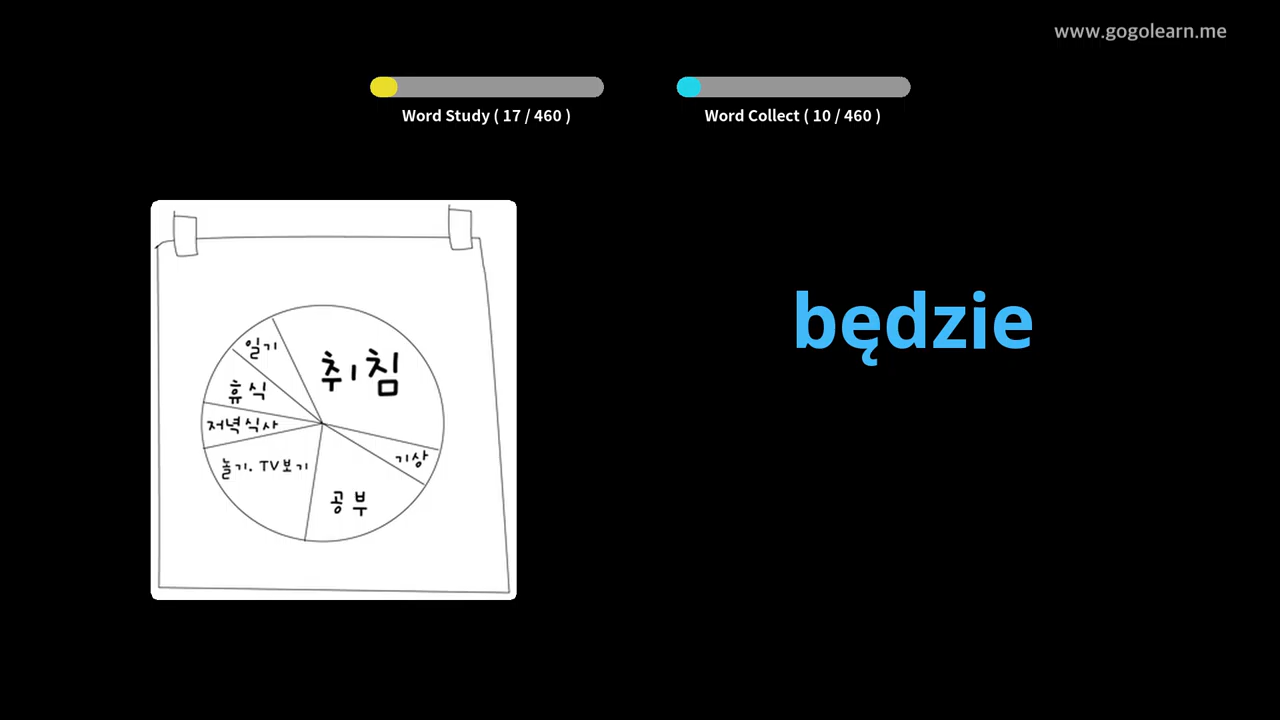 www.gogolearn.me
Word Study ( 17 / 460 )
Word Collect ( 10 / 460 )
일기
취침
휴식
저녁식사
놀기. TV보기
기상
공부
będzie